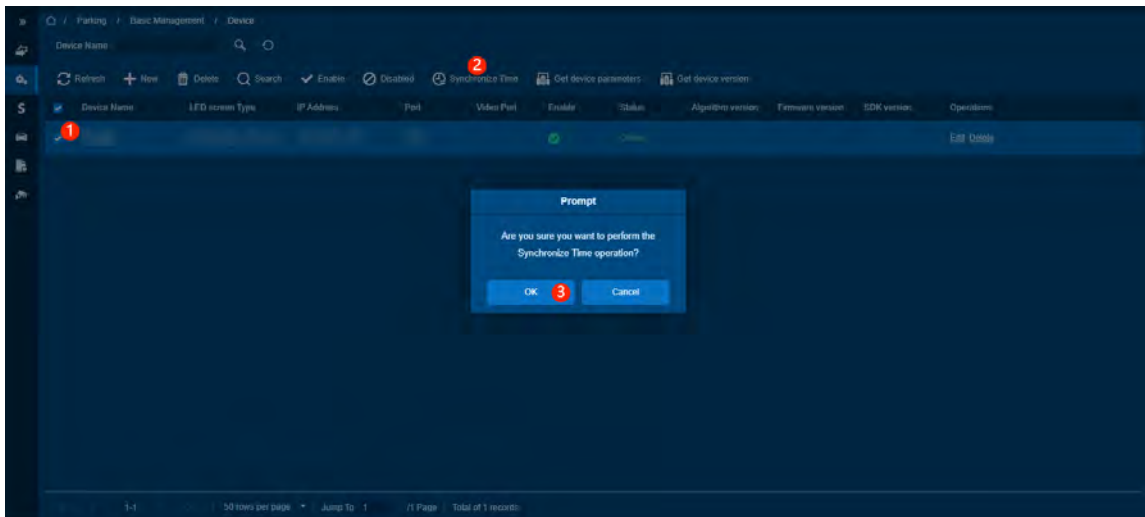 / Parking / Basic Management / Device
Device Name
2
Refresh New Delete Search Enable Disabled Synchronize Time Get device parameters Get device version
Device Name LED screen Type IP Address Port Video Port Enable Status Algorithm version Firmware version SDK version Operations
1
Edit Delete
Prompt
Are you sure you want to perform the
Synchronize Time operation?
OK 3 Cancel
1-1 50 rows per page Jump To 1 /1 Page Total of 1 records